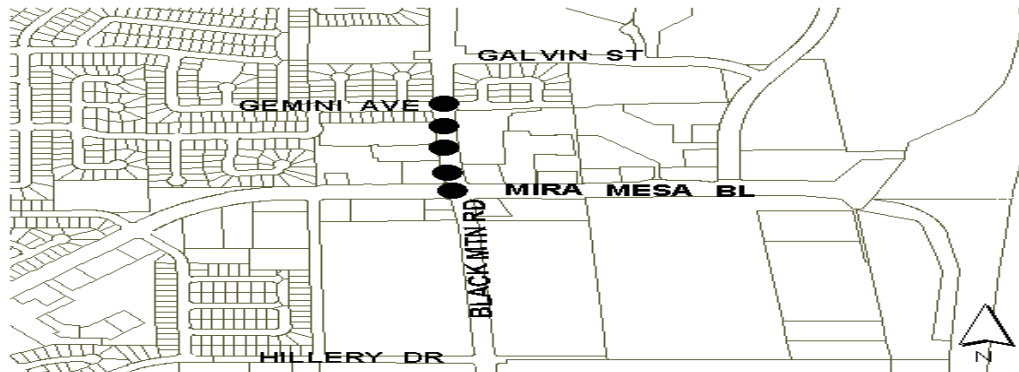 GALVIN ST
GEMINI AVE
MIRA MESA BL
BLACK MTN RD
HILLERY DR
N